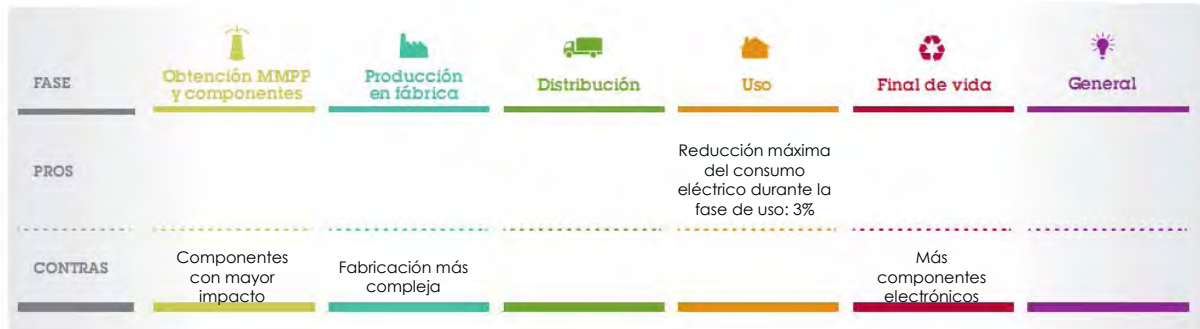 FASE
Obtención MMPP
y componentes
Producción
en fábrica
Distribución
Uso
Final de vida
General
PROS
Reducción máxima
del consumo
eléctrico durante la
fase de uso: 3%
CONTRAS
Componentes
con mayor
impacto
Fabricación más
compleja
Más
componentes
electrónicos